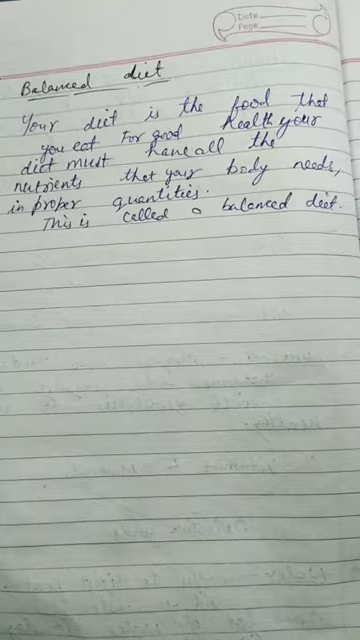 Date
Page
Balanced diet
Your diet is the food that
you eat For good health your
diet must have all the
nutrients that your body needs,
in proper quantities.
This is called a balanced diet.